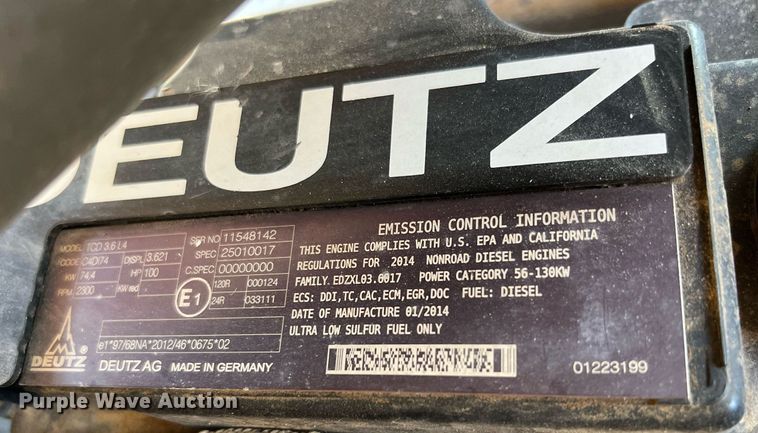 DEUTZ
MODEL TCD 3.6 L4 SER NO 11548142
CODE C4DI74 DISPL 3.621 SPEC 25010017
KW 74,4 HP 100 C.SPEC 00000000
RPM 2300 KW red 120R 000124
E1 24R 033111
e1*97/68NA*2012/46*0675*02
DEUTZ ®
DEUTZ AG MADE IN GERMANY
EMISSION CONTROL INFORMATION
THIS ENGINE COMPLIES WITH U.S. EPA AND CALIFORNIA
REGULATIONS FOR 2014 NONROAD DIESEL ENGINES
FAMILY EDZXL03.6017 POWER CATEGORY 56-130KW
ECS: DDI,TC,CAC,ECM,EGR,DOC FUEL: DIESEL
DATE OF MANUFACTURE 01/2014
ULTRA LOW SULFUR FUEL ONLY
01223199
Purple Wave Auction